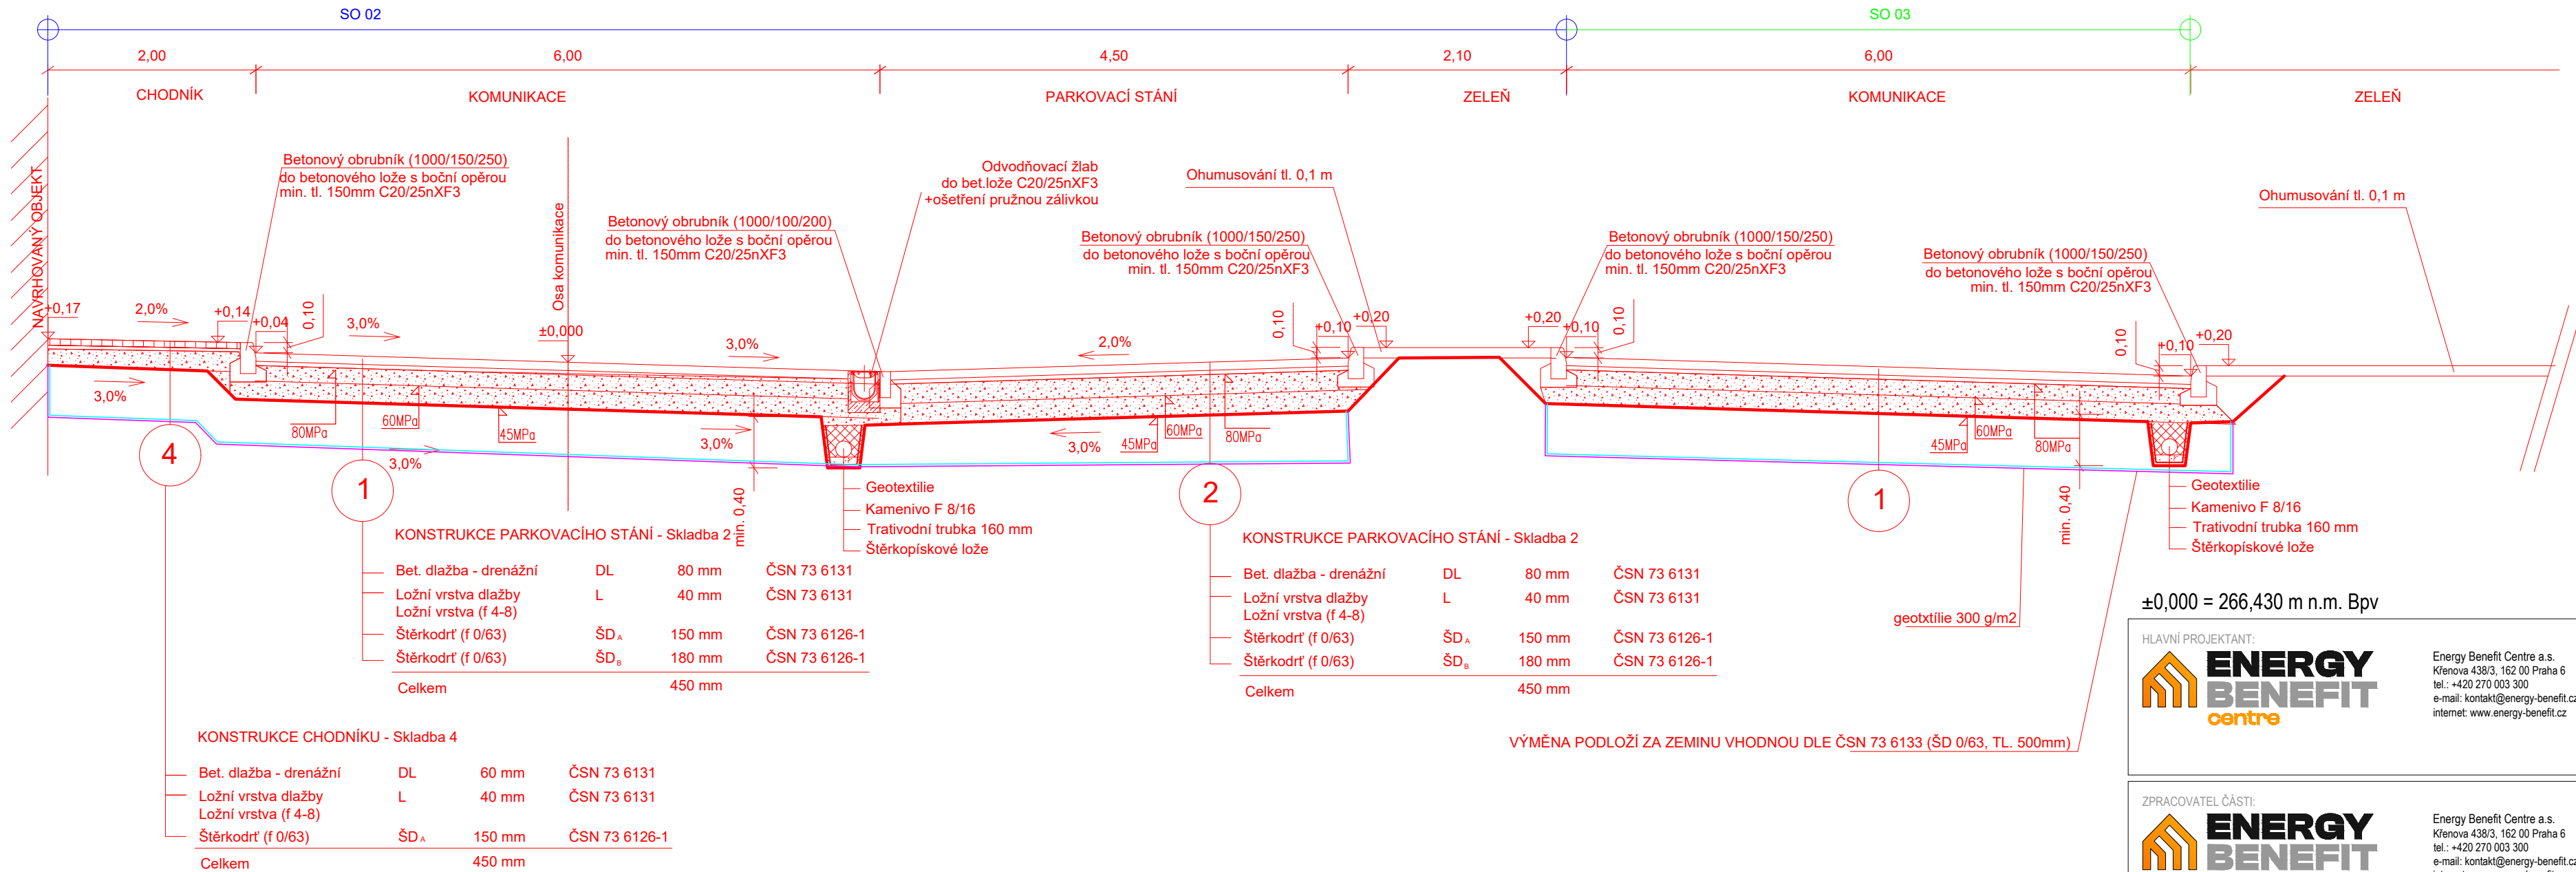 SO 02
SO 03
2,00
6,00
4,50
2,10
6,00
CHODNÍK
KOMUNIKACE
PARKOVACÍ STÁNÍ
ZELEŇ
KOMUNIKACE
ZELEŇ
NAVRHOVANÝ OBJEKT
Betonový obrubník (1000/150/250)
do betonového lože s boční opěrou
min. tl. 150mm C20/25nXF3
Osa komunikace
Betonový obrubník (1000/100/200)
do betonového lože s boční opěrou
min. tl. 150mm C20/25nXF3
Odvodňovací žlab
do bet.lože C20/25nXF3
+ošetření pružnou zálivkou
Ohumusování tl. 0,1 m
Betonový obrubník (1000/150/250)
do betonového lože s boční opěrou
min. tl. 150mm C20/25nXF3
Betonový obrubník (1000/150/250)
do betonového lože s boční opěrou
min. tl. 150mm C20/25nXF3
Betonový obrubník (1000/150/250)
do betonového lože s boční opěrou
min. tl. 150mm C20/25nXF3
Ohumusování tl. 0,1 m
+0,17
2,0%
+0,14
+0,04
0,10
3,0%
±0,000
3,0%
2,0%
0,10
+0,10
+0,20
+0,20
+0,10
0,10
0,10
+0,10
+0,20
3,0%
80MPa
60MPa
45MPa
3,0%
3,0%
min. 0,40
3,0%
45MPa
60MPa
80MPa
45MPa
60MPa
80MPa
min. 0,40
4
1
2
1
Geotextilie
Kamenivo F 8/16
Trativodní trubka 160 mm
Štěrkopískové lože
Geotextilie
Kamenivo F 8/16
Trativodní trubka 160 mm
Štěrkopískové lože
KONSTRUKCE PARKOVACÍHO STÁNÍ - Skladba 2
Bet. dlažba - drenážní DL 80 mm ČSN 73 6131
Ložní vrstva dlažby L 40 mm ČSN 73 6131
Ložní vrstva (f 4-8)
Štěrkodrť (f 0/63) ŠDA 150 mm ČSN 73 6126-1
Štěrkodrť (f 0/63) ŠDB 180 mm ČSN 73 6126-1
Celkem 450 mm
KONSTRUKCE PARKOVACÍHO STÁNÍ - Skladba 2
Bet. dlažba - drenážní DL 80 mm ČSN 73 6131
Ložní vrstva dlažby L 40 mm ČSN 73 6131
Ložní vrstva (f 4-8)
Štěrkodrť (f 0/63) ŠDA 150 mm ČSN 73 6126-1
Štěrkodrť (f 0/63) ŠDB 180 mm ČSN 73 6126-1
Celkem 450 mm
KONSTRUKCE CHODNÍKU - Skladba 4
Bet. dlažba - drenážní DL 60 mm ČSN 73 6131
Ložní vrstva dlažby L 40 mm ČSN 73 6131
Ložní vrstva (f 4-8)
Štěrkodrť (f 0/63) ŠDA 150 mm ČSN 73 6126-1
Celkem 450 mm
geotxtílie 300 g/m2
VÝMĚNA PODLOŽÍ ZA ZEMINU VHODNOU DLE ČSN 73 6133 (ŠD 0/63, TL. 500mm)
±0,000 = 266,430 m n.m. Bpv
HLAVNÍ PROJEKTANT:
ENERGY
BENEFIT
centre
Energy Benefit Centre a.s.
Křenova 438/3, 162 00 Praha 6
tel.: +420 270 003 300
e-mail: kontakt@energy-benefit.cz
internet: www.energy-benefit.cz
ZPRACOVATEL ČÁSTI:
ENERGY
BENEFIT
Energy Benefit Centre a.s.
Křenova 438/3, 162 00 Praha 6
tel.: +420 270 003 300
e-mail: kontakt@energy-benefit.cz